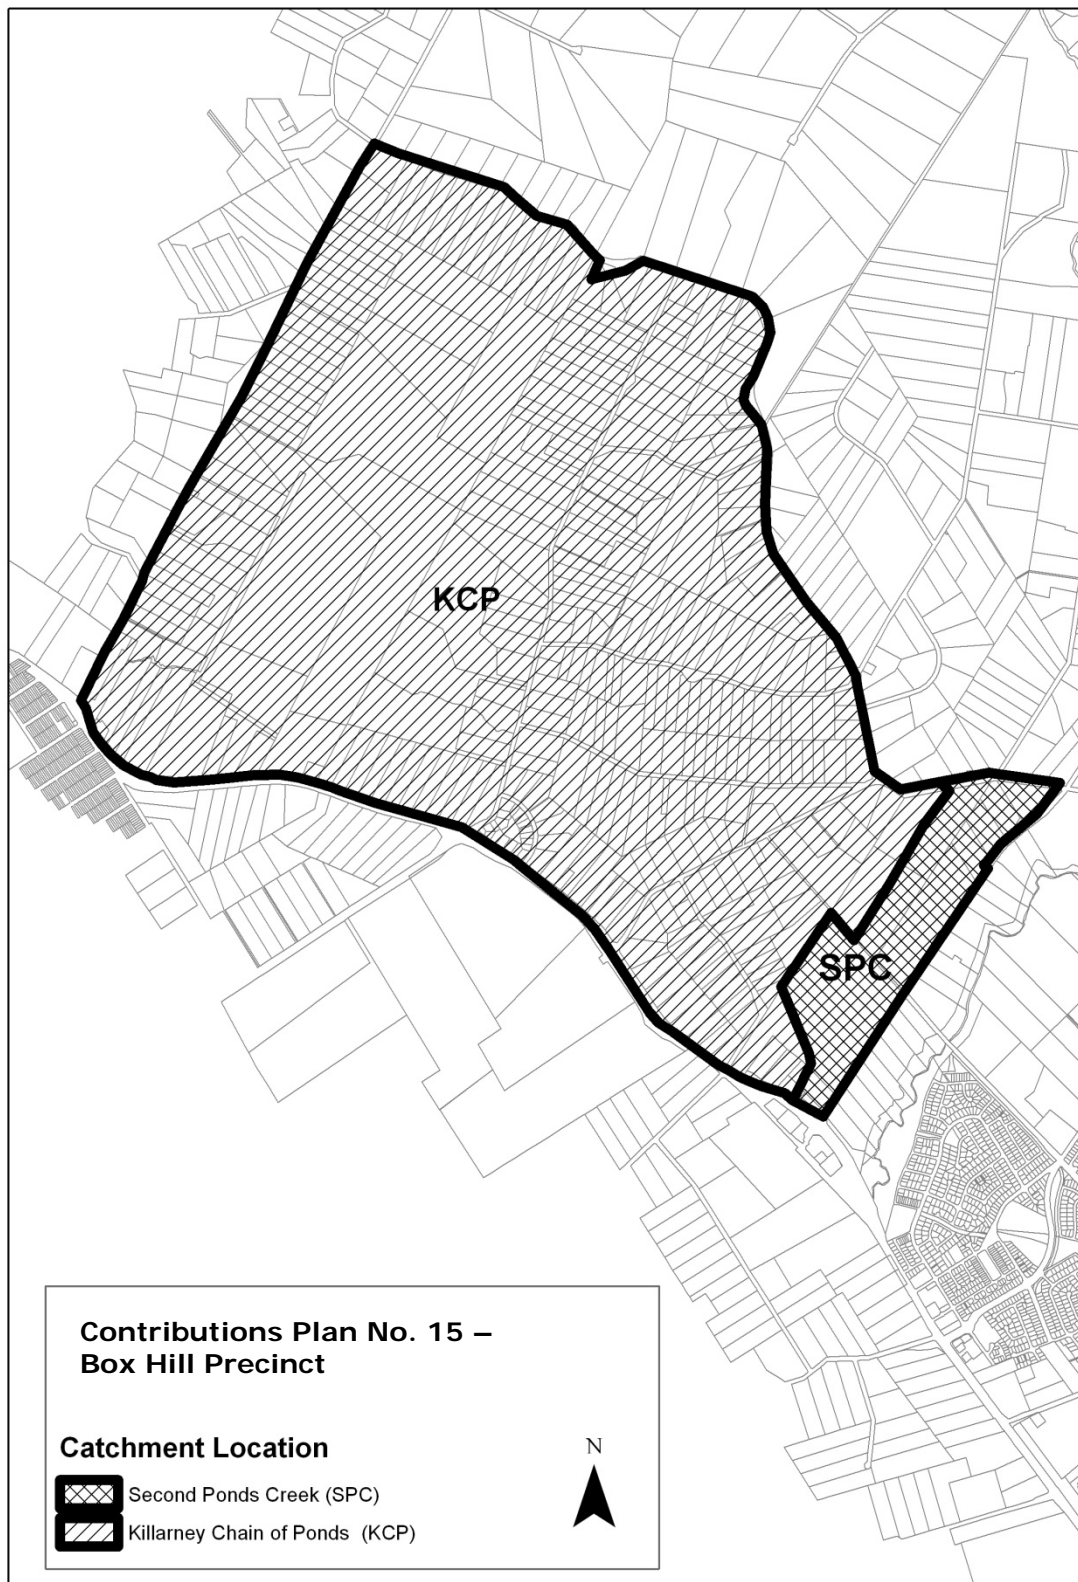 KCP
SPC
Contributions Plan No. 15 –
Box Hill Precinct
Catchment Location
N
Second Ponds Creek (SPC)
Killarney Chain of Ponds (KCP)